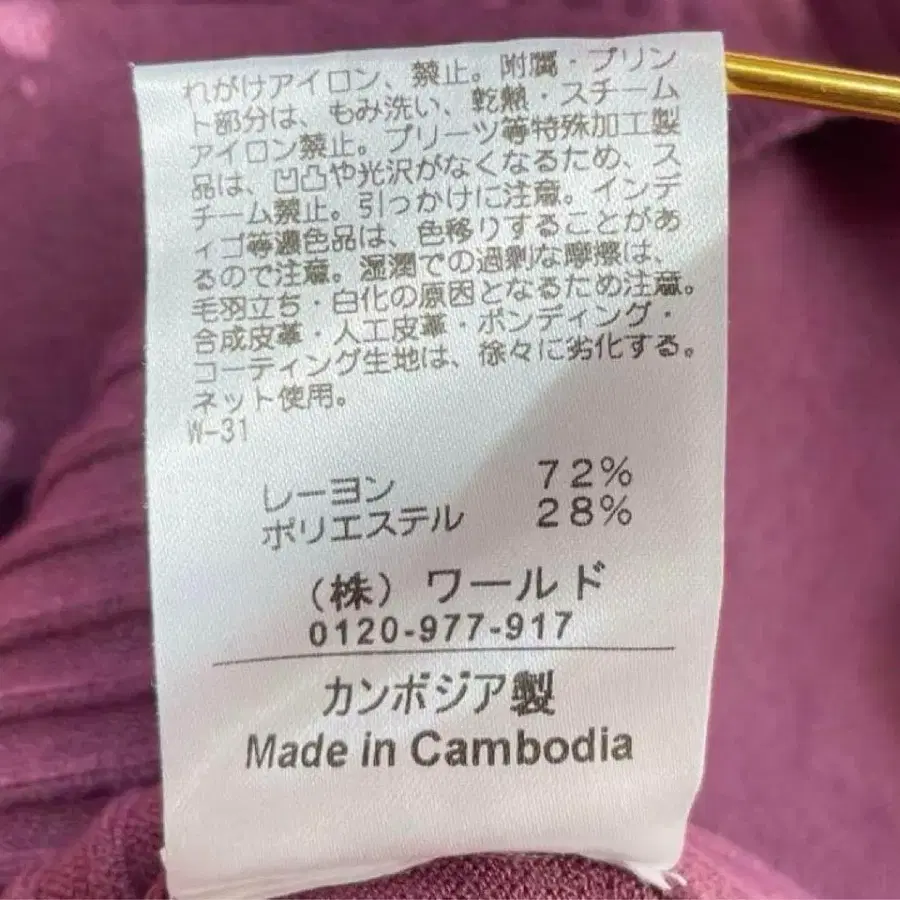 れがけアイロン、禁止。附属・プリン
ト部分は、もみ洗い、乾熱・スチーム
アイロン禁止。プリーツ等特殊加工製
品は、凹凸や光沢がなくなるため、ス
チーム禁止。引っかけに注意。インデ
ィゴ等濃色品は、色移りすることがあ
るので注意。湿潤での過剰な摩擦は、
毛羽立ち・白化の原因となるため注意。
合成皮革・人工皮革・ボンディング・
コーティング生地は、徐々に劣化する。
ネット使用。
W-31
レーヨン 72%
ポリエステル 28%
(株) ワールド
0120-977-917
カンボジア製
Made in Cambodia